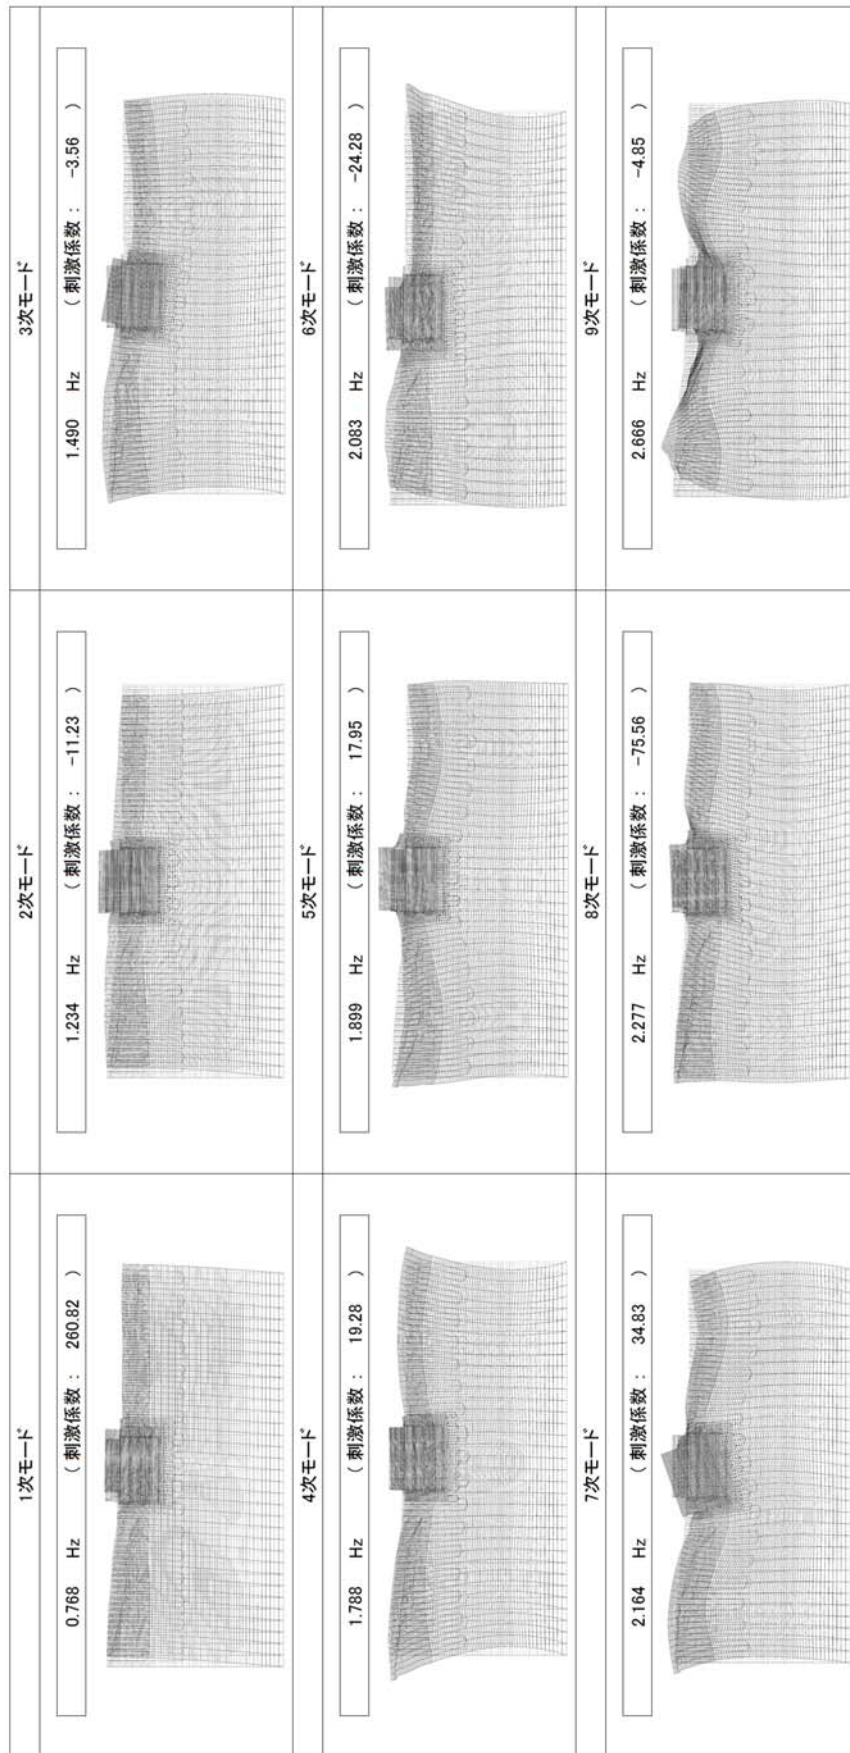 1次モード
0.768 Hz ( 刺激係数 : 260.82 )
2次モード
1.234 Hz ( 刺激係数 : -11.23 )
3次モード
1.490 Hz ( 刺激係数 : -3.56 )
4次モード
1.788 Hz ( 刺激係数 : 19.28 )
5次モード
1.899 Hz ( 刺激係数 : 17.95 )
6次モード
2.083 Hz ( 刺激係数 : -24.28 )
7次モード
2.164 Hz ( 刺激係数 : 34.83 )
8次モード
2.277 Hz ( 刺激係数 : -75.56 )
9次モード
2.666 Hz ( 刺激係数 : -4.85 )